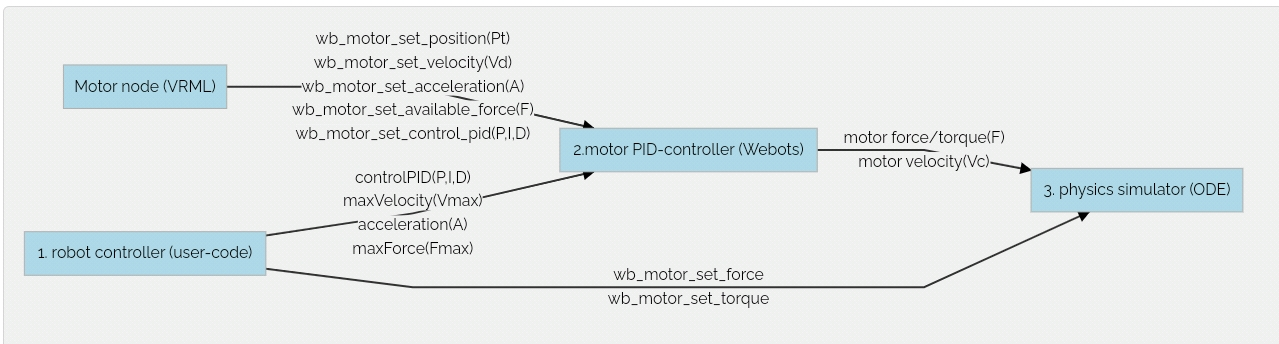 Motor node (VRML)
wb_motor_set_position(Pt)
wb_motor_set_velocity(Vd)
wb_motor_set_acceleration(A)
wb_motor_set_available_force(F)
wb_motor_set_control_pid(P,I,D)
2.motor PID-controller (Webots)
motor force/torque(F)
motor velocity(Vc)
3. physics simulator (ODE)
controlPID(P,I,D)
maxVelocity(Vmax)
acceleration(A)
maxForce(Fmax)
1. robot controller (user-code)
wb_motor_set_force
wb_motor_set_torque